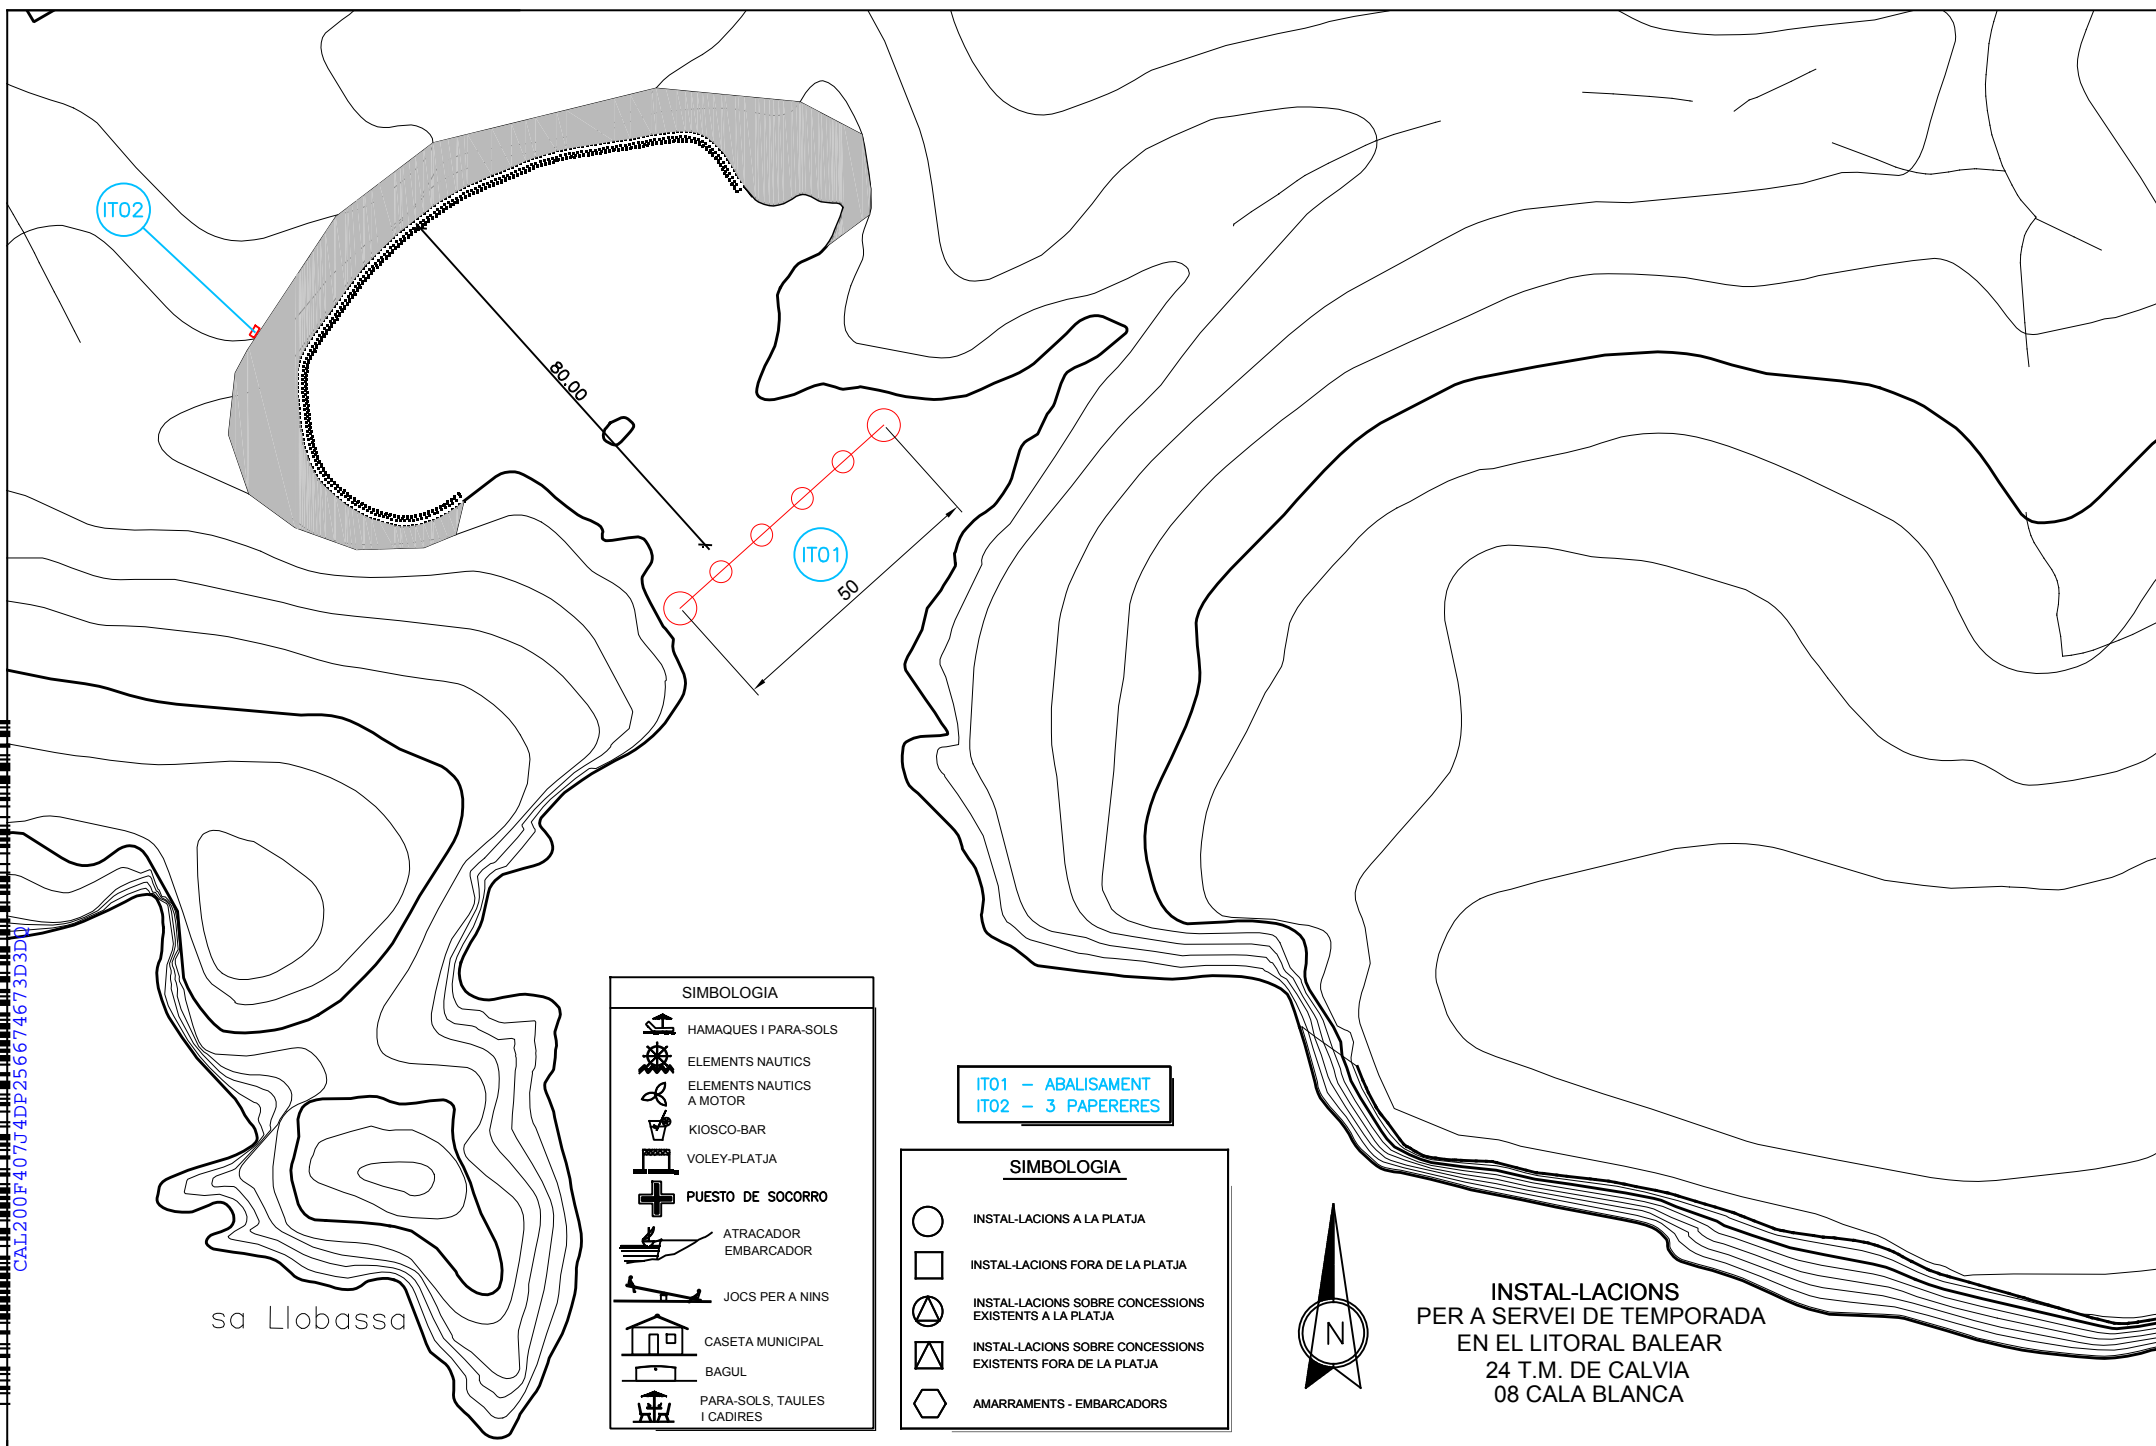 IT02
80.00
IT01
50
CAL200F407J4DP25667467​3D3DQ
sa Llobassa
SIMBOLOGIA
HAMAQUES I PARA-SOLS
ELEMENTS NAUTICS
ELEMENTS NAUTICS
A MOTOR
KIOSCO-BAR
VOLEY-PLATJA
PUESTO DE SOCORRO
ATRACADOR
EMBARCADOR
JOCS PER A NINS
CASETA MUNICIPAL
BAGUL
PARA-SOLS, TAULES
I CADIRES
IT01 - ABALISAMENT
IT02 - 3 PAPERERES
SIMBOLOGIA
INSTAL-LACIONS A LA PLATJA
INSTAL-LACIONS FORA DE LA PLATJA
INSTAL-LACIONS SOBRE CONCESSIONS
EXISTENTS A LA PLATJA
INSTAL-LACIONS SOBRE CONCESSIONS
EXISTENTS FORA DE LA PLATJA
AMARRAMENTS - EMBARCADORS
N
INSTAL-LACIONS
PER A SERVEI DE TEMPORADA
EN EL LITORAL BALEAR
24 T.M. DE CALVIA
08 CALA BLANCA